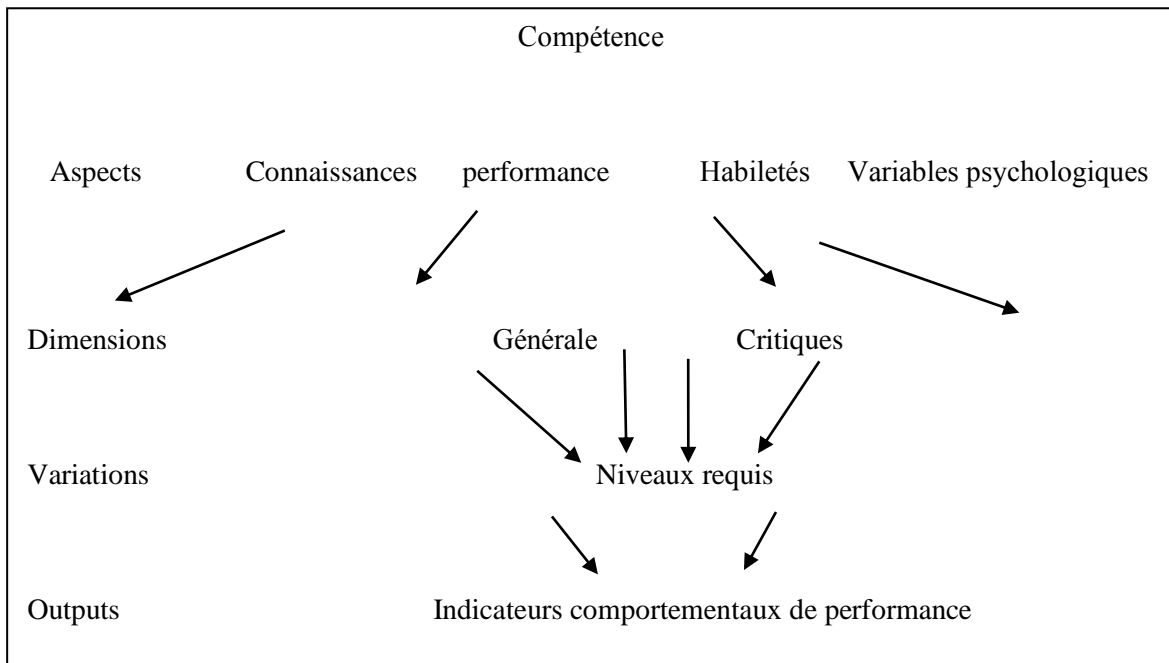 Compétence
Aspects Connaissances performance Habiletés Variables psychologiques
Dimensions Générale Critiques
Variations Niveaux requis
Outputs Indicateurs comportementaux de performance